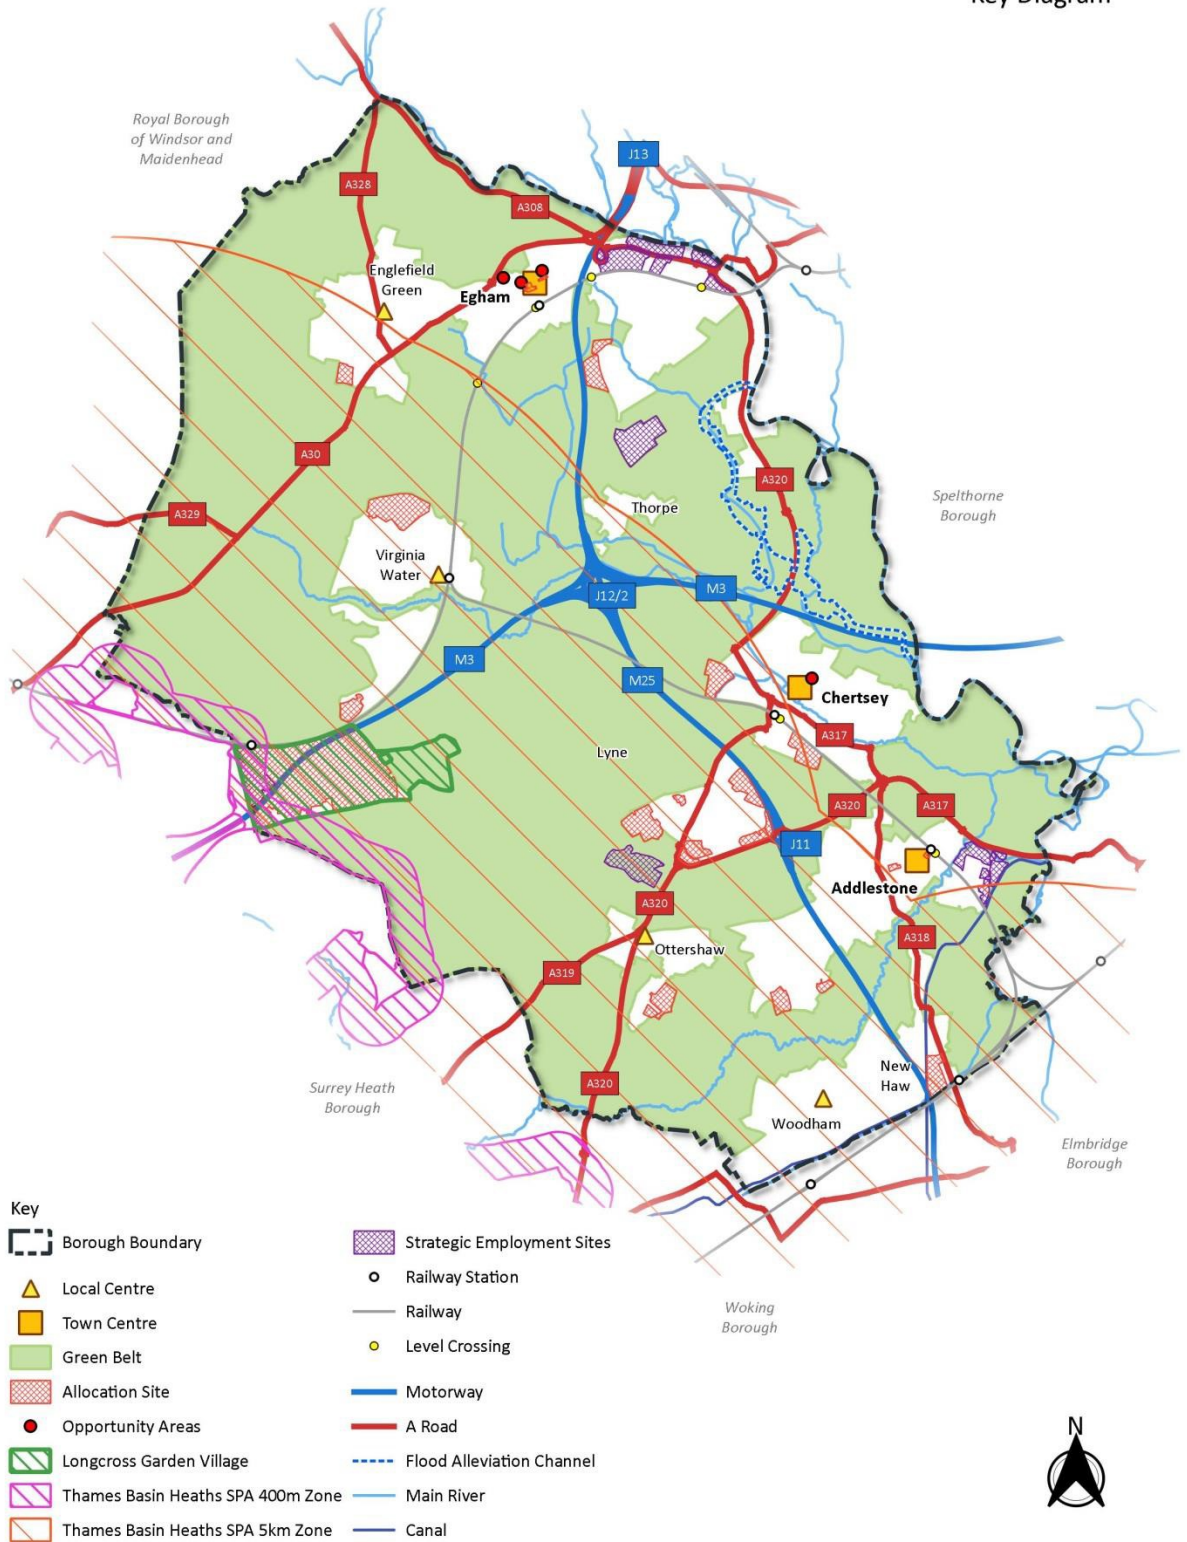 Key Diagram
Royal Borough
of Windsor and
Maidenhead
J13
A328
A308
Englefield
Green
Egham
A30
A320
Spelthorne
Borough
A329
Thorpe
Virginia
Water
J12/2
M3
M3
M25
Chertsey
A317
Lyne
A320
A317
J11
Addlestone
A320
A318
Ottershaw
A319
New
Haw
A320
Surrey Heath
Borough
Woodham
Elmbridge
Borough
Woking
Borough
Key
Borough Boundary
Local Centre
Town Centre
Green Belt
Allocation Site
Opportunity Areas
Longcross Garden Village
Thames Basin Heaths SPA 400m Zone
Thames Basin Heaths SPA 5km Zone
Strategic Employment Sites
Railway Station
Railway
Level Crossing
Motorway
A Road
Flood Alleviation Channel
Main River
Canal
N